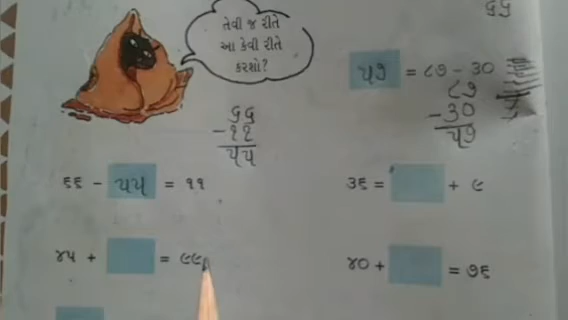 ૬૬
તેવી જ રીતે
આ કેવી રીતે
કરશો?
૫૭ = ૮૭ - ૩૦
૮૭
- ૩૦
૫૭
૬૬
- ૧૧
૫૫
૬૬ - ૫૫ = ૧૧
૩૬ = + ૯
૪૫ + = ૯૯
૪૦ + = ૭૬